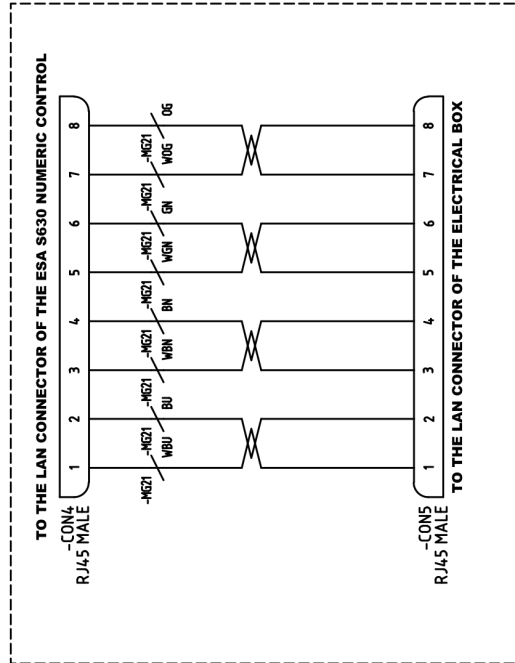 TO THE LAN CONNECTOR OF THE ESA S630 NUMERIC CONTROL
-CON4
RJ45 MALE
1
2
3
4
5
6
7
8
-MG21
WBU
-MG21
BU
-MG21
WBN
-MG21
BN
-MG21
WGN
-MG21
GN
-MG21
WOG
-MG21
OG
-CON5
RJ45 MALE
1
2
3
4
5
6
7
8
TO THE LAN CONNECTOR OF THE ELECTRICAL BOX